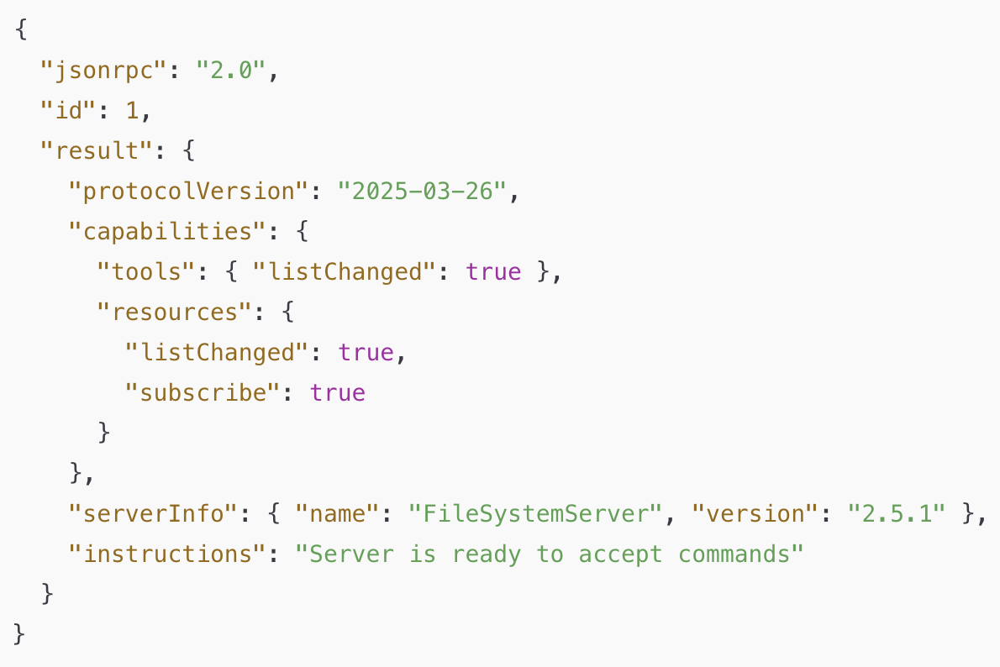 {
  "jsonrpc": "2.0",
  "id": 1,
  "result": {
    "protocolVersion": "2025-03-26",
    "capabilities": {
      "tools": { "listChanged": true },
      "resources": {
        "listChanged": true,
        "subscribe": true
      }
    },
    "serverInfo": { "name": "FileSystemServer", "version": "2.5.1" },
    "instructions": "Server is ready to accept commands"
  }
}